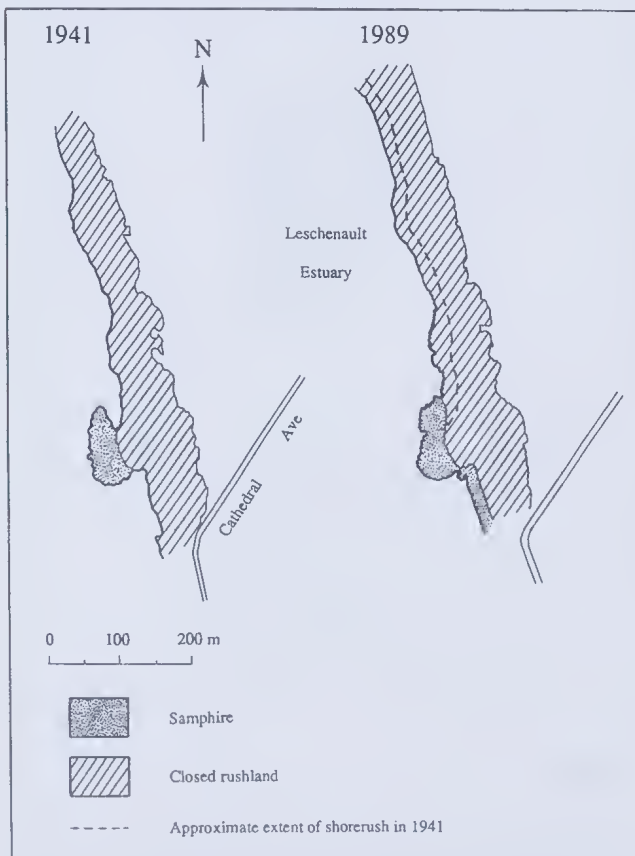 1941
1989
N
Leschenault
Estuary
Cathedral Ave
0 100 200 m
Samphire
Closed rushland
Approximate extent of shorerush in 1941